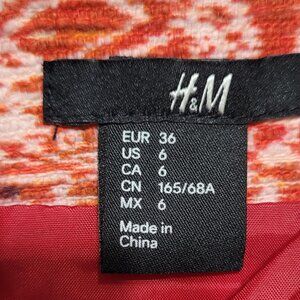 H&M
EUR 36
US 6
CA 6
CN 165/68A
MX 6
Made in
China